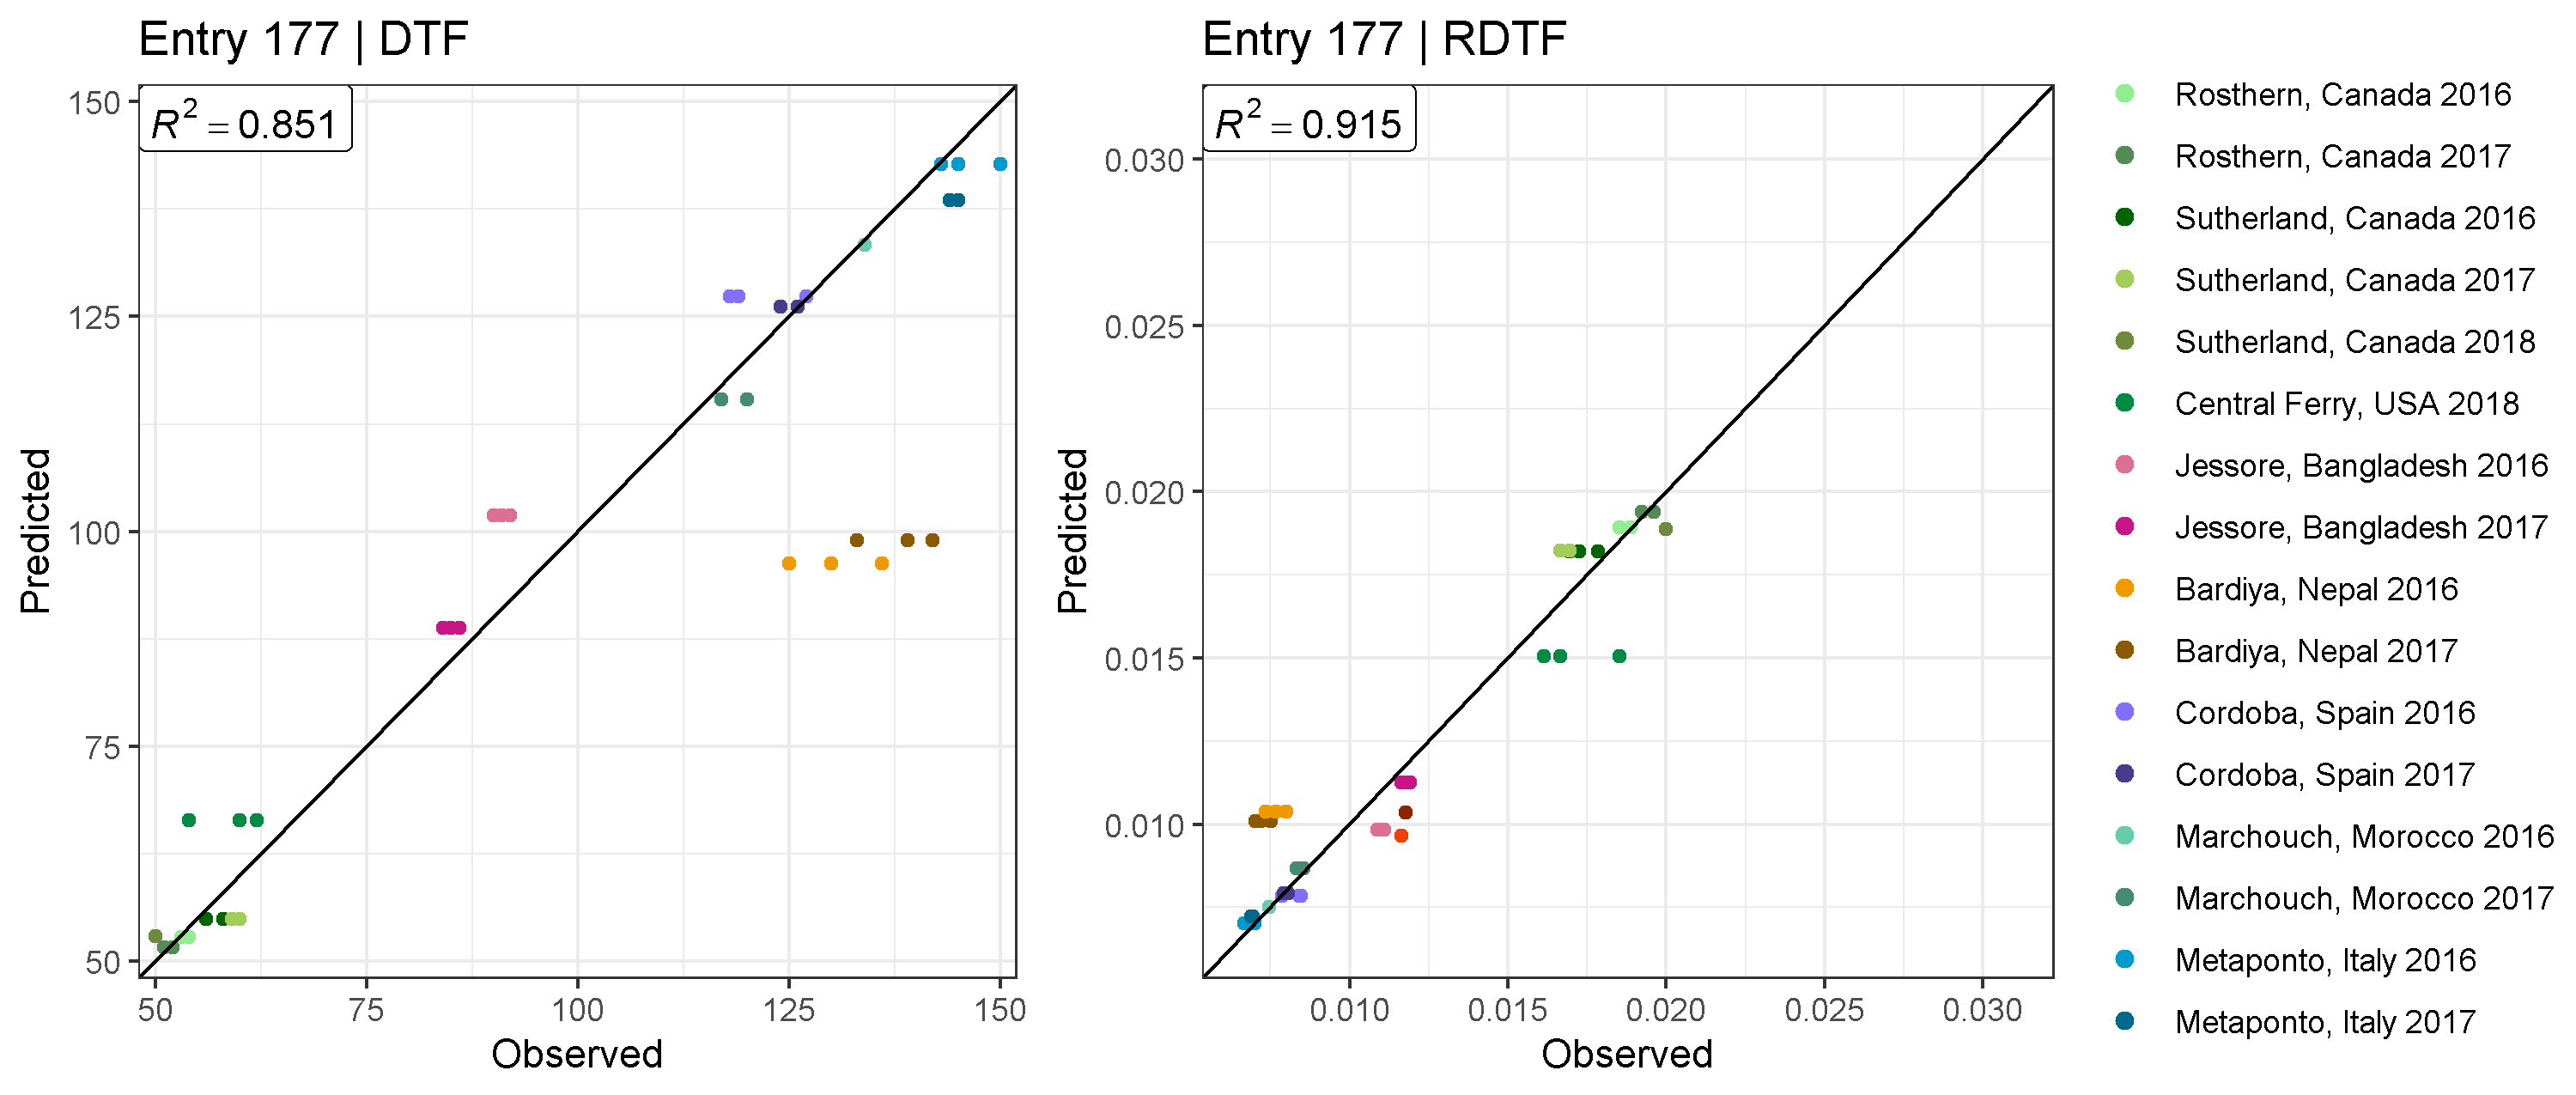 Entry 177 | DTF
R² = 0.851
150
125
100
75
50
Predicted
50 75 100 125 150
Observed
Entry 177 | RDTF
R² = 0.915
0.030
0.025
0.020
0.015
0.010
Predicted
0.010 0.015 0.020 0.025 0.030
Observed
Rosthern, Canada 2016
Rosthern, Canada 2017
Sutherland, Canada 2016
Sutherland, Canada 2017
Sutherland, Canada 2018
Central Ferry, USA 2018
Jessore, Bangladesh 2016
Jessore, Bangladesh 2017
Bardiya, Nepal 2016
Bardiya, Nepal 2017
Cordoba, Spain 2016
Cordoba, Spain 2017
Marchouch, Morocco 2016
Marchouch, Morocco 2017
Metaponto, Italy 2016
Metaponto, Italy 2017